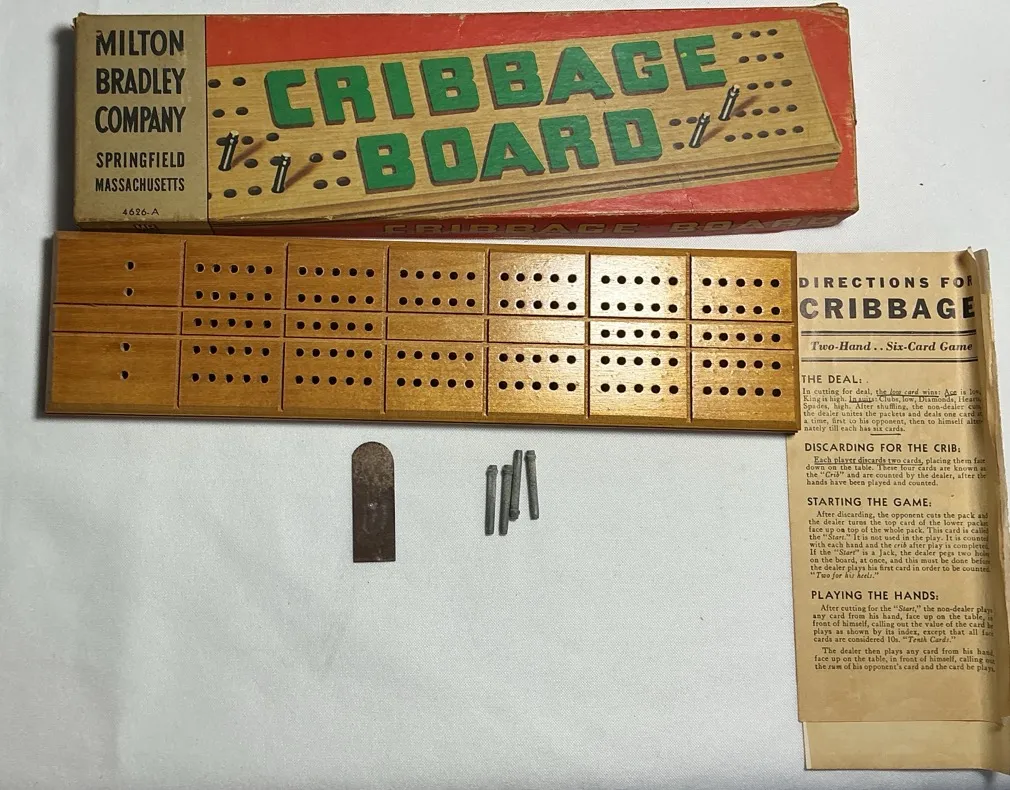 MILTON
BRADLEY
COMPANY
SPRINGFIELD
MASSACHUSETTS
4626-A
CRIBBAGE
BOARD
CRIBBAGE BOARD
DIRECTIONS FOR
CRIBBAGE
Two-Hand . . Six-Card Game
THE DEAL:
In cutting for deal, the low card wins: Ace is low,
King is high. In suits: Clubs, low, Diamonds, Hearts
Spades, high. After shuffling, the non-dealer cuts
the dealer unites the packets and deals one card at
a time, first to his opponent, then to himself alter-
nately till each has six cards.
DISCARDING FOR THE CRIB:
Each player discards two cards, placing them face
down on the table. These four cards are known as
the "Crib" and are counted by the dealer, after the
hands have been played and counted.
STARTING THE GAME:
After discarding, the opponent cuts the pack and
the dealer turns the top card of the lower packet
face up on top of the whole pack. This card is called
the "Start." It is not used in the play. It is counted
with each hand and the crib after play is completed.
If the "Start" is a Jack, the dealer pegs two holes
on the board, at once, and this must be done before
the dealer plays his first card in order to be counted.
"Two for his heels."
PLAYING THE HANDS:
After cutting for the "Start," the non-dealer plays
any card from his hand, face up on the table, in
front of himself, calling out the value of the card he
plays as shown by its index, except that all face
cards are considered 10s. "Tenth Cards."
The dealer then plays any card from his hand,
face up on the table, in front of himself, calling out
the sum of his opponent's card and the card he plays,